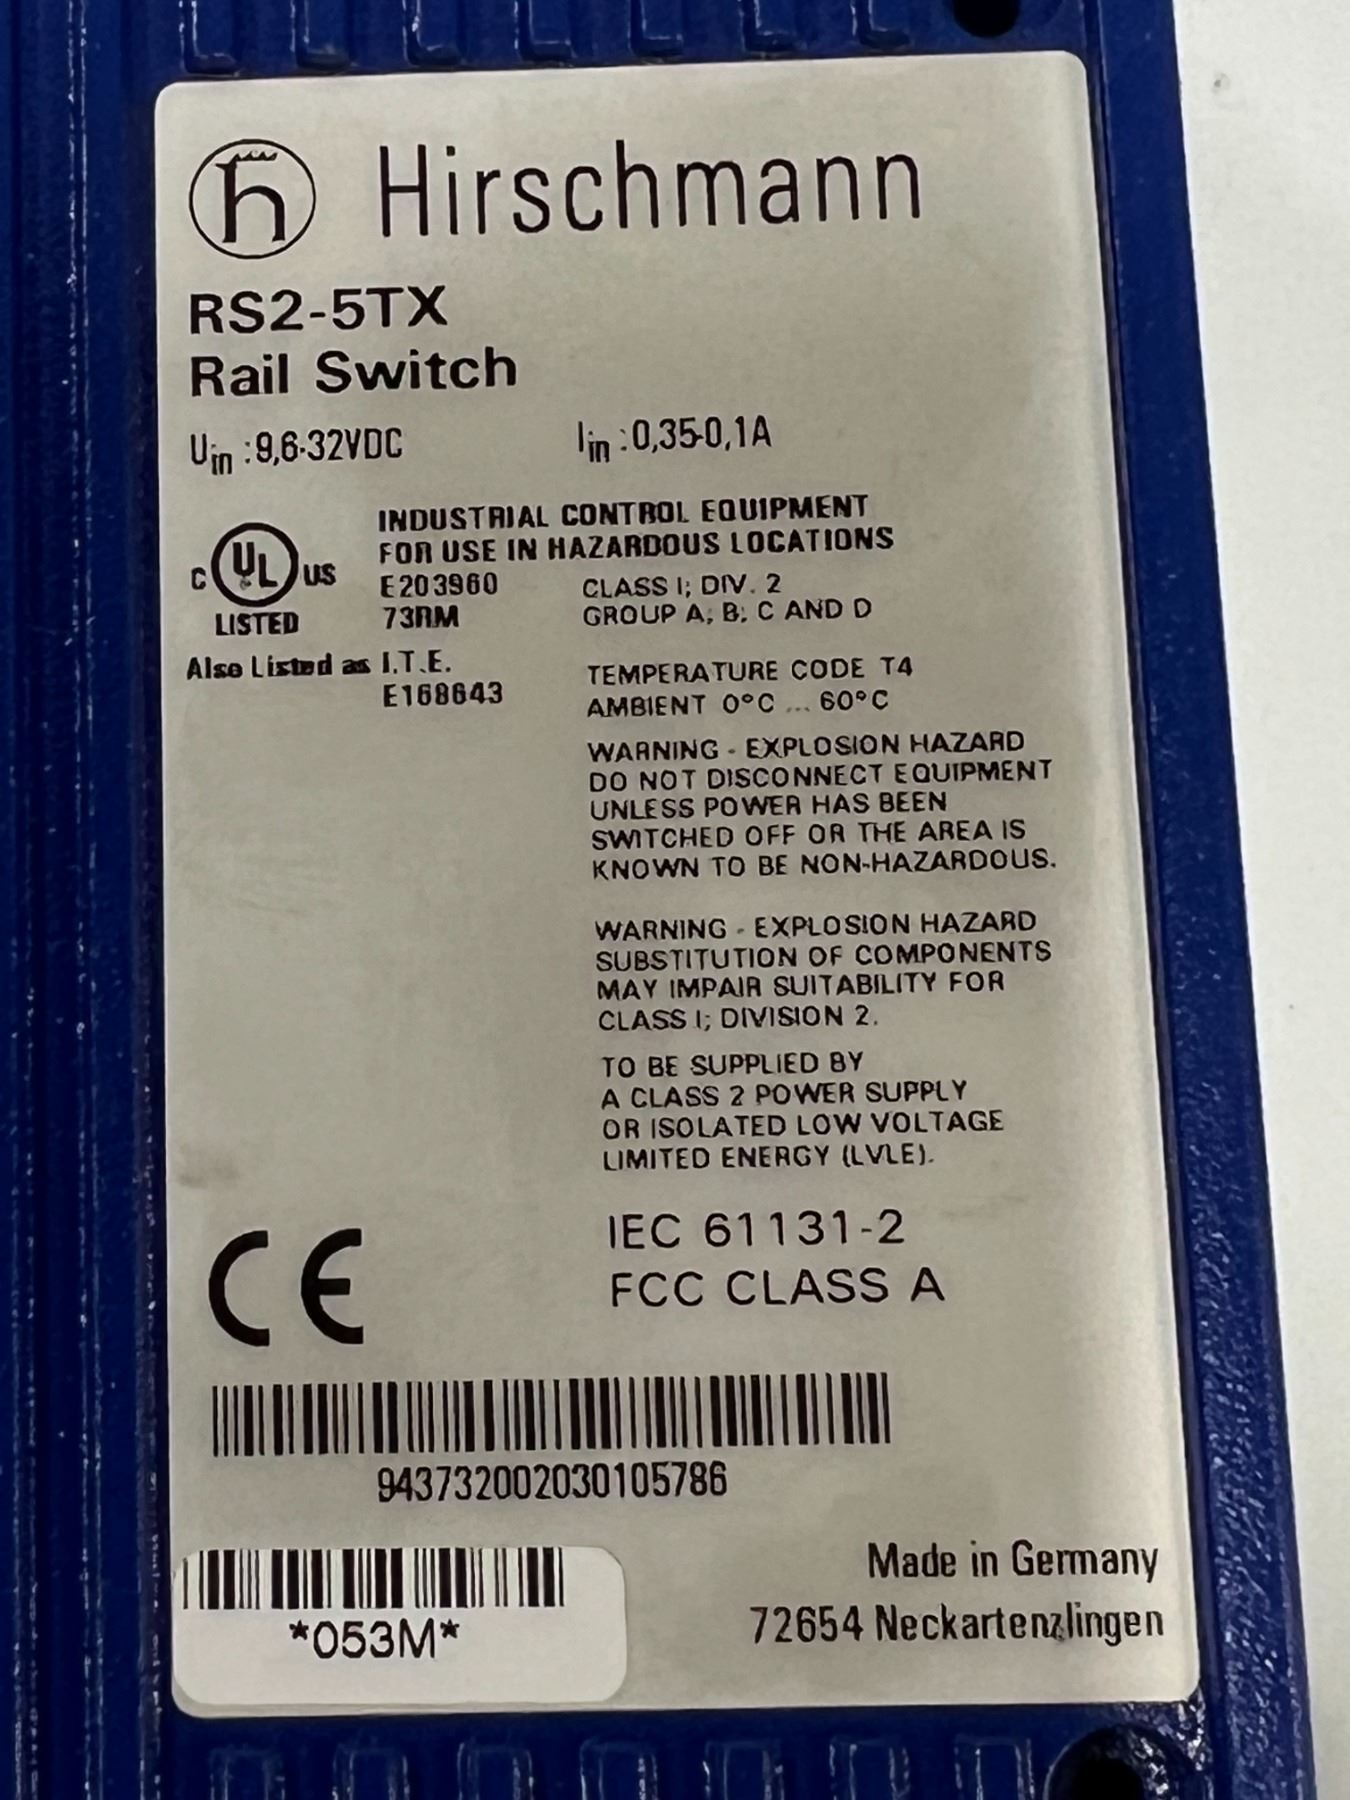 Hirschmann
RS2-5TX
Rail Switch
Uin :9,6-32VDC Iin :0,35-0,1A
INDUSTRIAL CONTROL EQUIPMENT
FOR USE IN HAZARDOUS LOCATIONS
C UL US
LISTED
E203960
73RM
CLASS I; DIV. 2
GROUP A; B; C AND D
Also Listed as I.T.E.
E168643
TEMPERATURE CODE T4
AMBIENT 0°C ... 60°C
WARNING - EXPLOSION HAZARD
DO NOT DISCONNECT EQUIPMENT
UNLESS POWER HAS BEEN
SWITCHED OFF OR THE AREA IS
KNOWN TO BE NON-HAZARDOUS.
WARNING - EXPLOSION HAZARD
SUBSTITUTION OF COMPONENTS
MAY IMPAIR SUITABILITY FOR
CLASS I; DIVISION 2.
TO BE SUPPLIED BY
A CLASS 2 POWER SUPPLY
OR ISOLATED LOW VOLTAGE
LIMITED ENERGY (LVLE).
CE
IEC 61131-2
FCC CLASS A
943732002030105786
*053M*
Made in Germany
72654 Neckartenzlingen